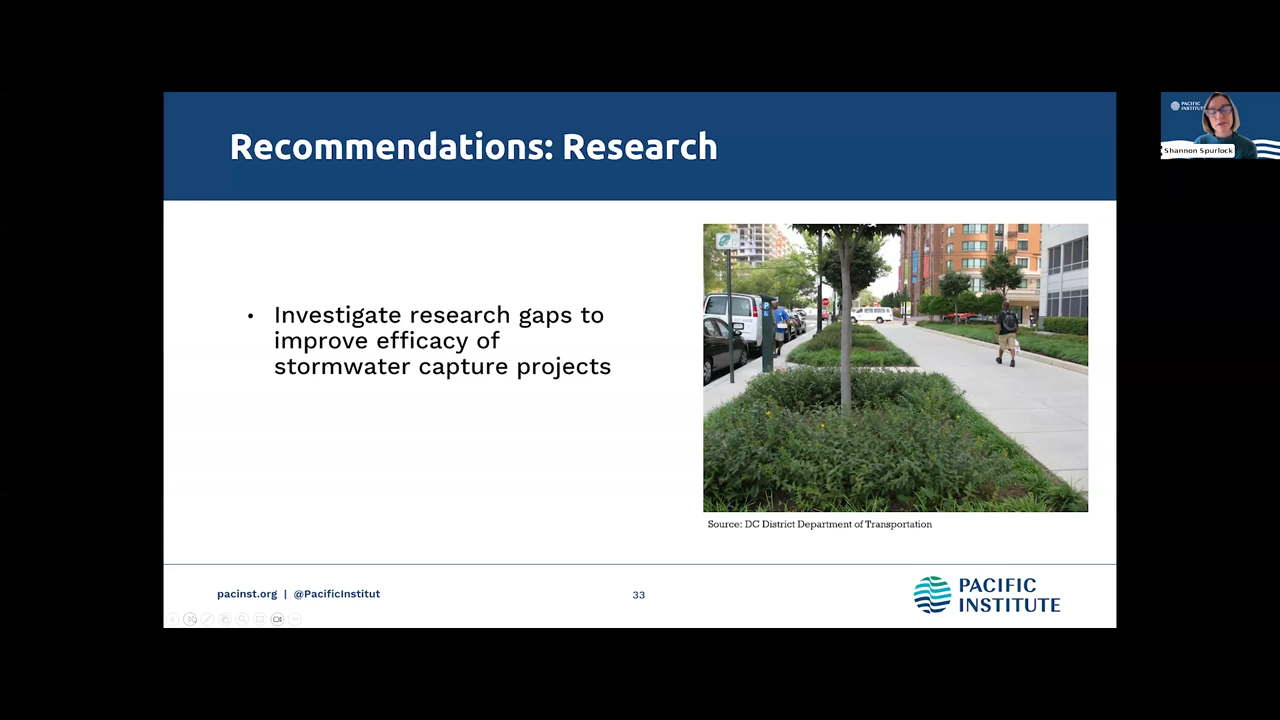 Recommendations: Research
• Investigate research gaps to
improve efficacy of
stormwater capture projects
Source: DC District Department of Transportation
pacinst.org | @PacificInstitut
33
PACIFIC
INSTITUTE
PACIFIC
INSTITUTE
Shannon Spurlock